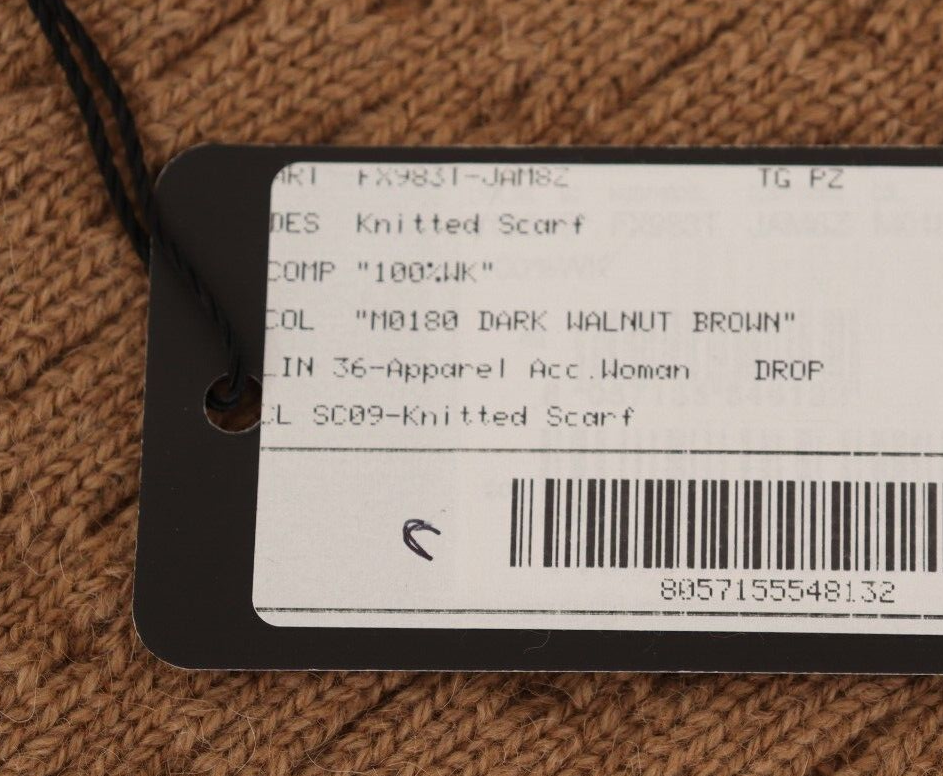 ART FX983T-JAM8Z TG PZ
DES Knitted Scarf
COMP "100%WK"
COL "M0180 DARK WALNUT BROWN"
LIN 36-Apparel Acc.Woman DROP
CL SC09-Knitted Scarf
8057155548132